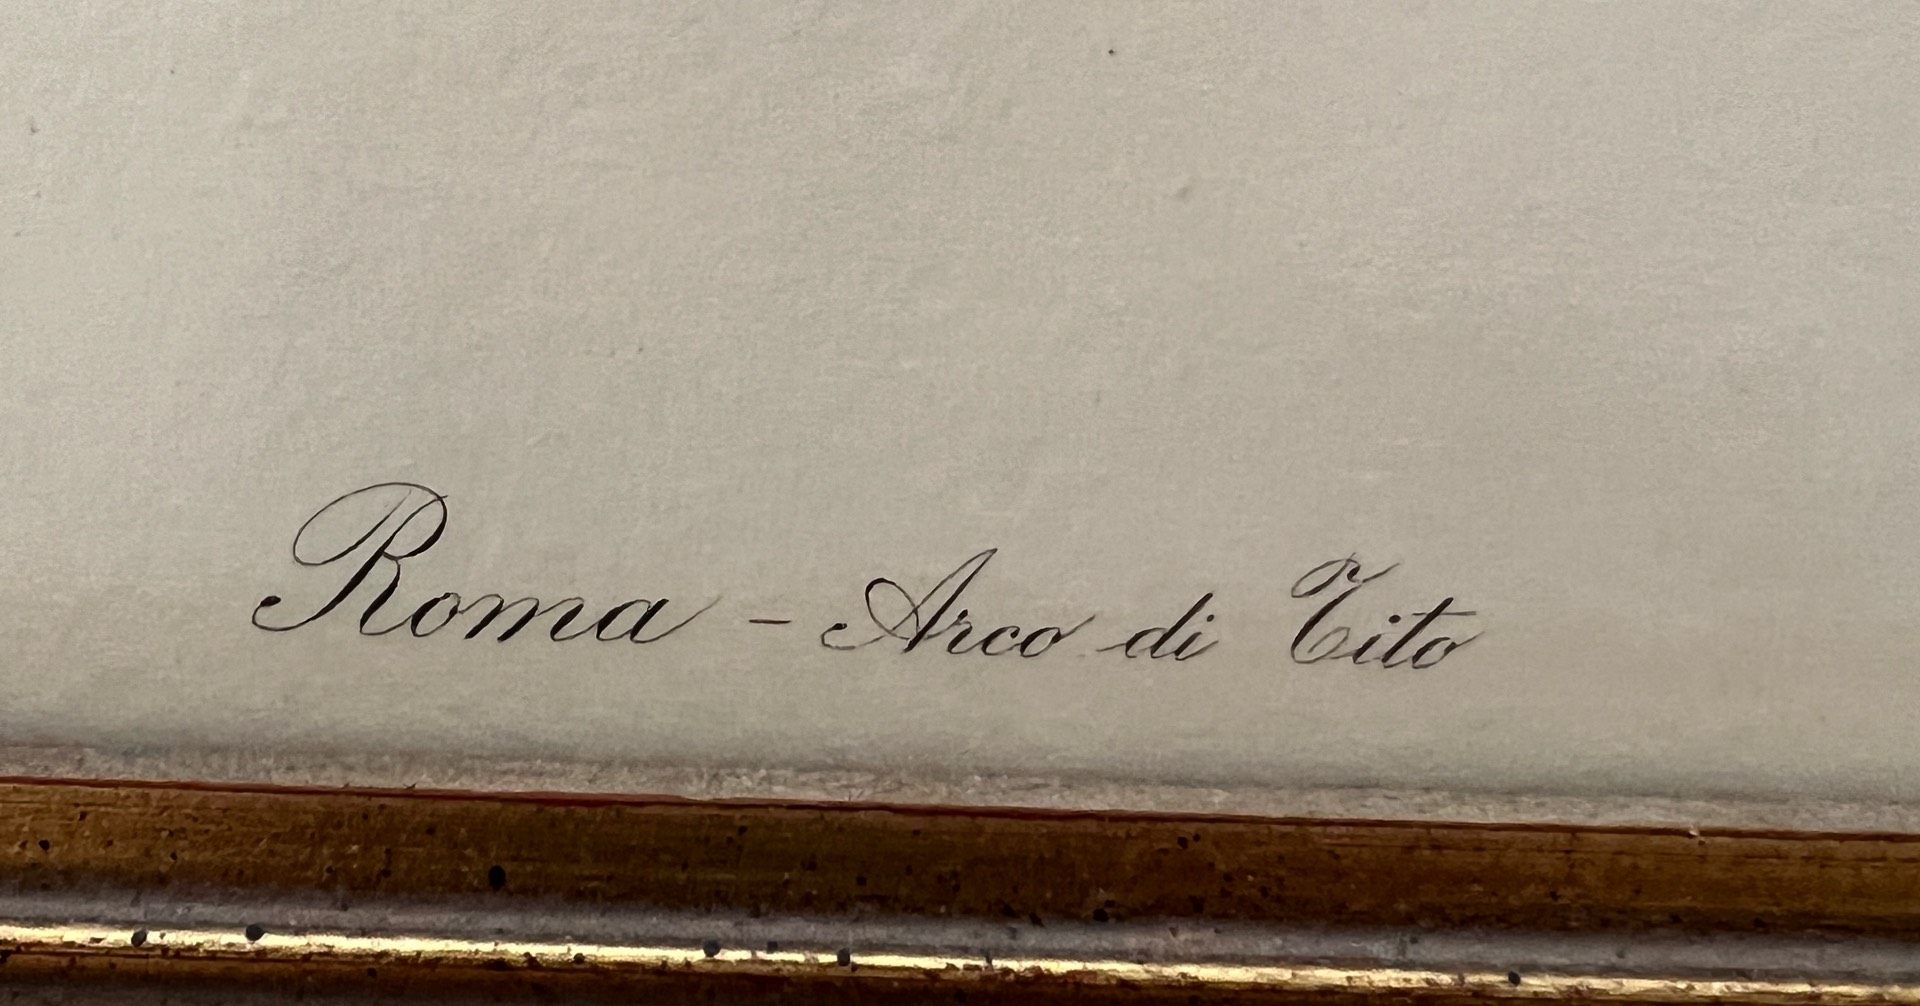 Roma - Arco di Tito